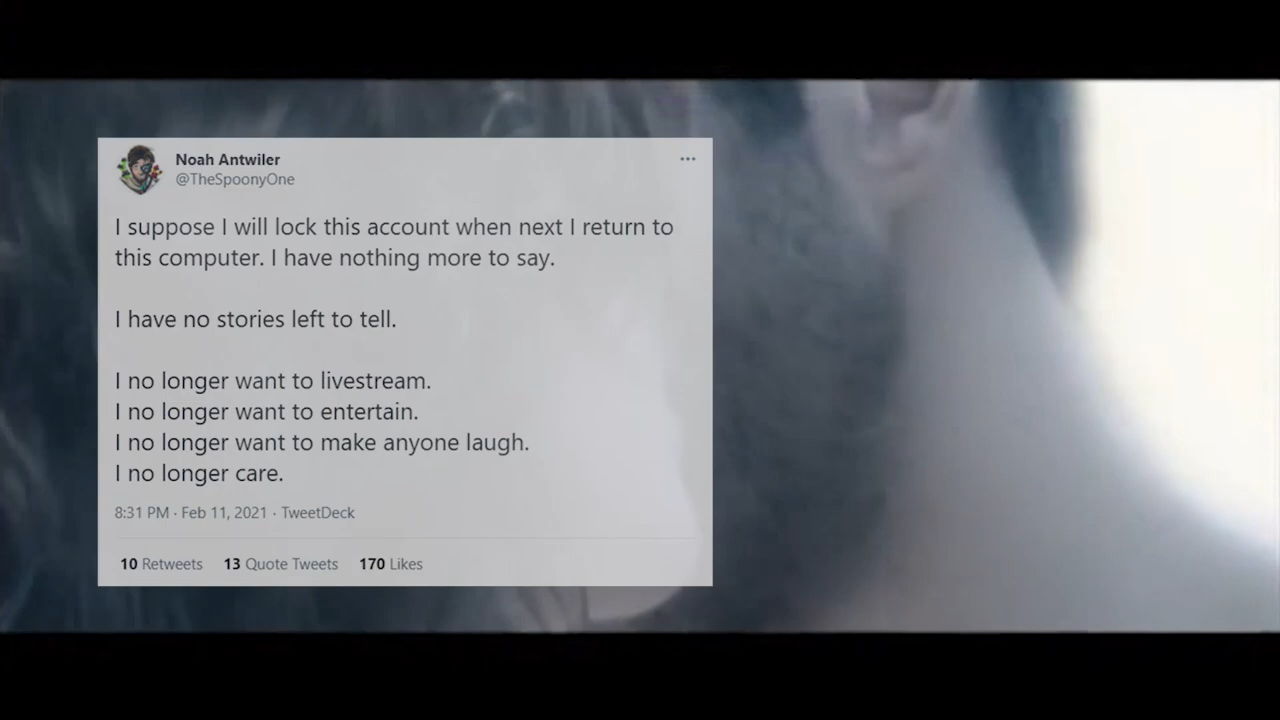 Noah Antwiler
@TheSpoonyOne
I suppose I will lock this account when next I return to
this computer. I have nothing more to say.
I have no stories left to tell.
I no longer want to livestream.
I no longer want to entertain.
I no longer want to make anyone laugh.
I no longer care.
8:31 PM · Feb 11, 2021 · TweetDeck
10 Retweets 13 Quote Tweets 170 Likes